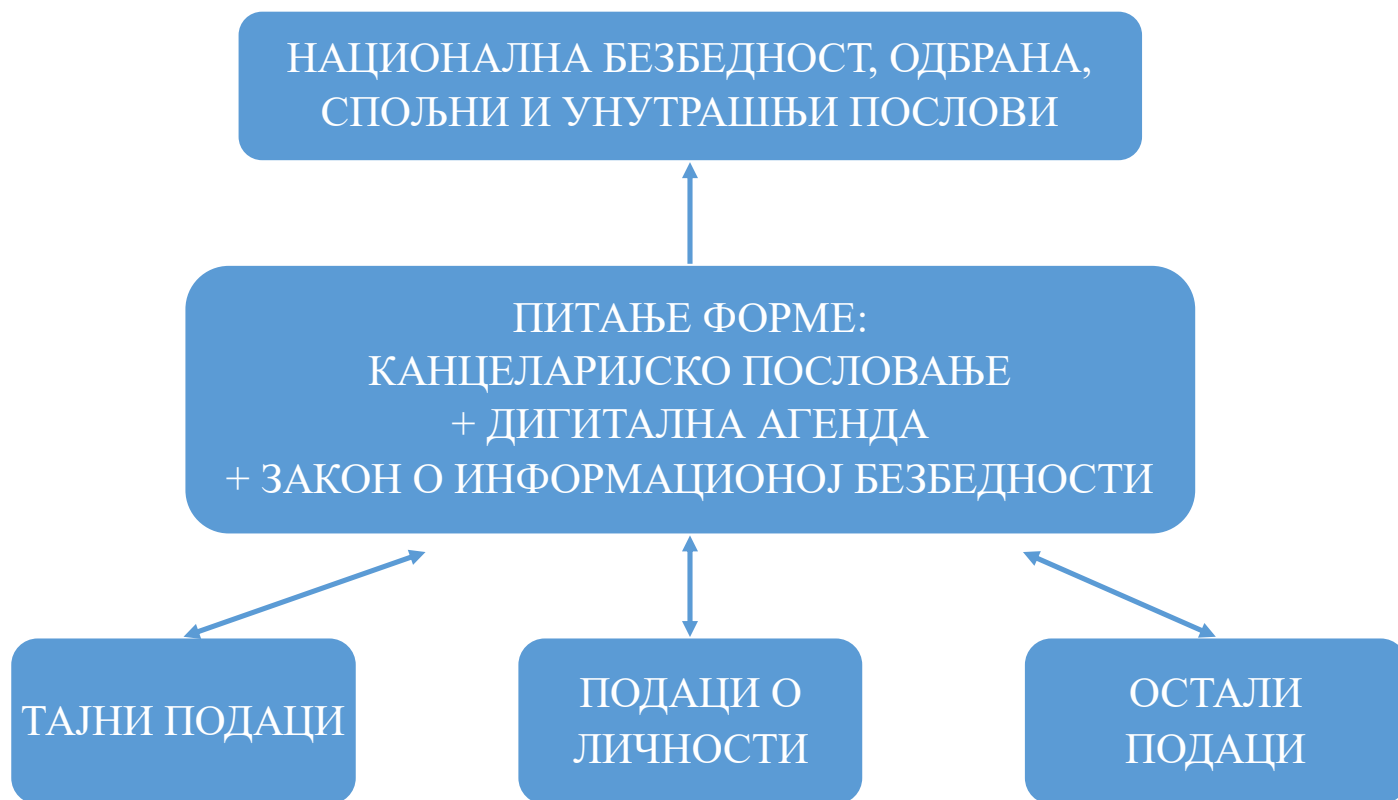 НАЦИОНАЛНА БЕЗБЕДНОСТ, ОДБРАНА,
СПОЉНИ И УНУТРАШЊИ ПОСЛОВИ
ПИТАЊЕ ФОРМЕ:
КАНЦЕЛАРИЈСКО ПОСЛОВАЊЕ
+ ДИГИТАЛНА АГЕНДА
+ ЗАКОН О ИНФОРМАЦИОНОЈ БЕЗБЕДНОСТИ
ТАЈНИ ПОДАЦИ
ПОДАЦИ О
ЛИЧНОСТИ
ОСТАЛИ
ПОДАЦИ